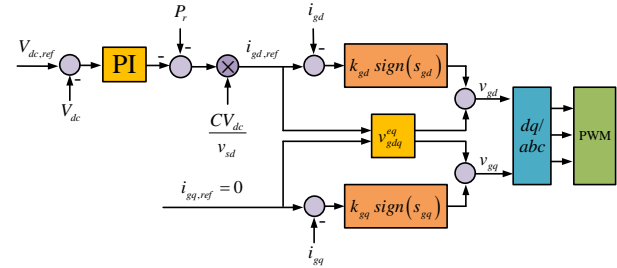 P_r
i_{gd}
V_{dc,ref}
-
PI
-
-
i_{gd,ref}
-
k_{gd} sign(s_{gd})
V_{dc}
CV_{dc}
v_{sd}
v_{gdq}^{eq}
v_{gd}
dq/
abc
PWM
i_{gq,ref} = 0
v_{gq}
k_{gq} sign(s_{gq})
-
i_{gq}